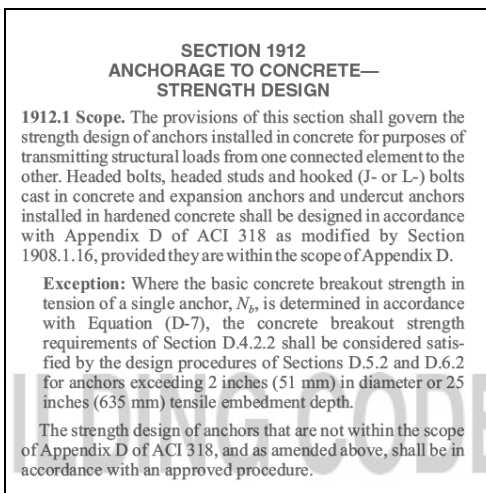 SECTION 1912
ANCHORAGE TO CONCRETE—
STRENGTH DESIGN
1912.1 Scope. The provisions of this section shall govern the
strength design of anchors installed in concrete for purposes of
transmitting structural loads from one connected element to the
other. Headed bolts, headed studs and hooked (J- or L-) bolts
cast in concrete and expansion anchors and undercut anchors
installed in hardened concrete shall be designed in accordance
with Appendix D of ACI 318 as modified by Section
1908.1.16, provided they are within the scope of Appendix D.
Exception: Where the basic concrete breakout strength in
tension of a single anchor, Nb, is determined in accordance
with Equation (D-7), the concrete breakout strength
requirements of Section D.4.2.2 shall be considered satis-
fied by the design procedures of Sections D.5.2 and D.6.2
for anchors exceeding 2 inches (51 mm) in diameter or 25
inches (635 mm) tensile embedment depth.
The strength design of anchors that are not within the scope
of Appendix D of ACI 318, and as amended above, shall be in
accordance with an approved procedure.